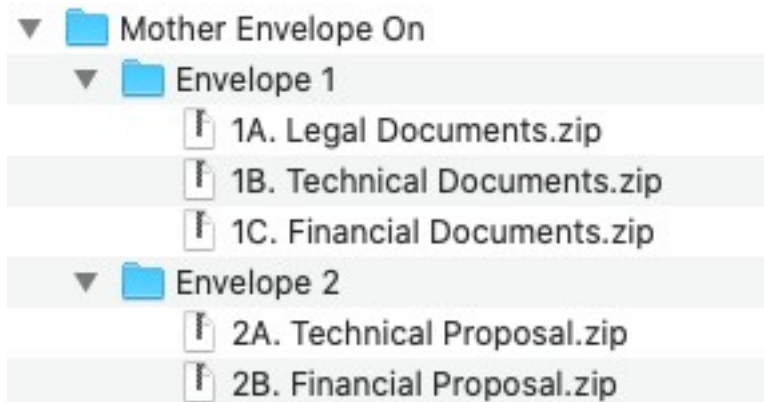 Mother Envelope On
Envelope 1
1A. Legal Documents.zip
1B. Technical Documents.zip
1C. Financial Documents.zip
Envelope 2
2A. Technical Proposal.zip
2B. Financial Proposal.zip